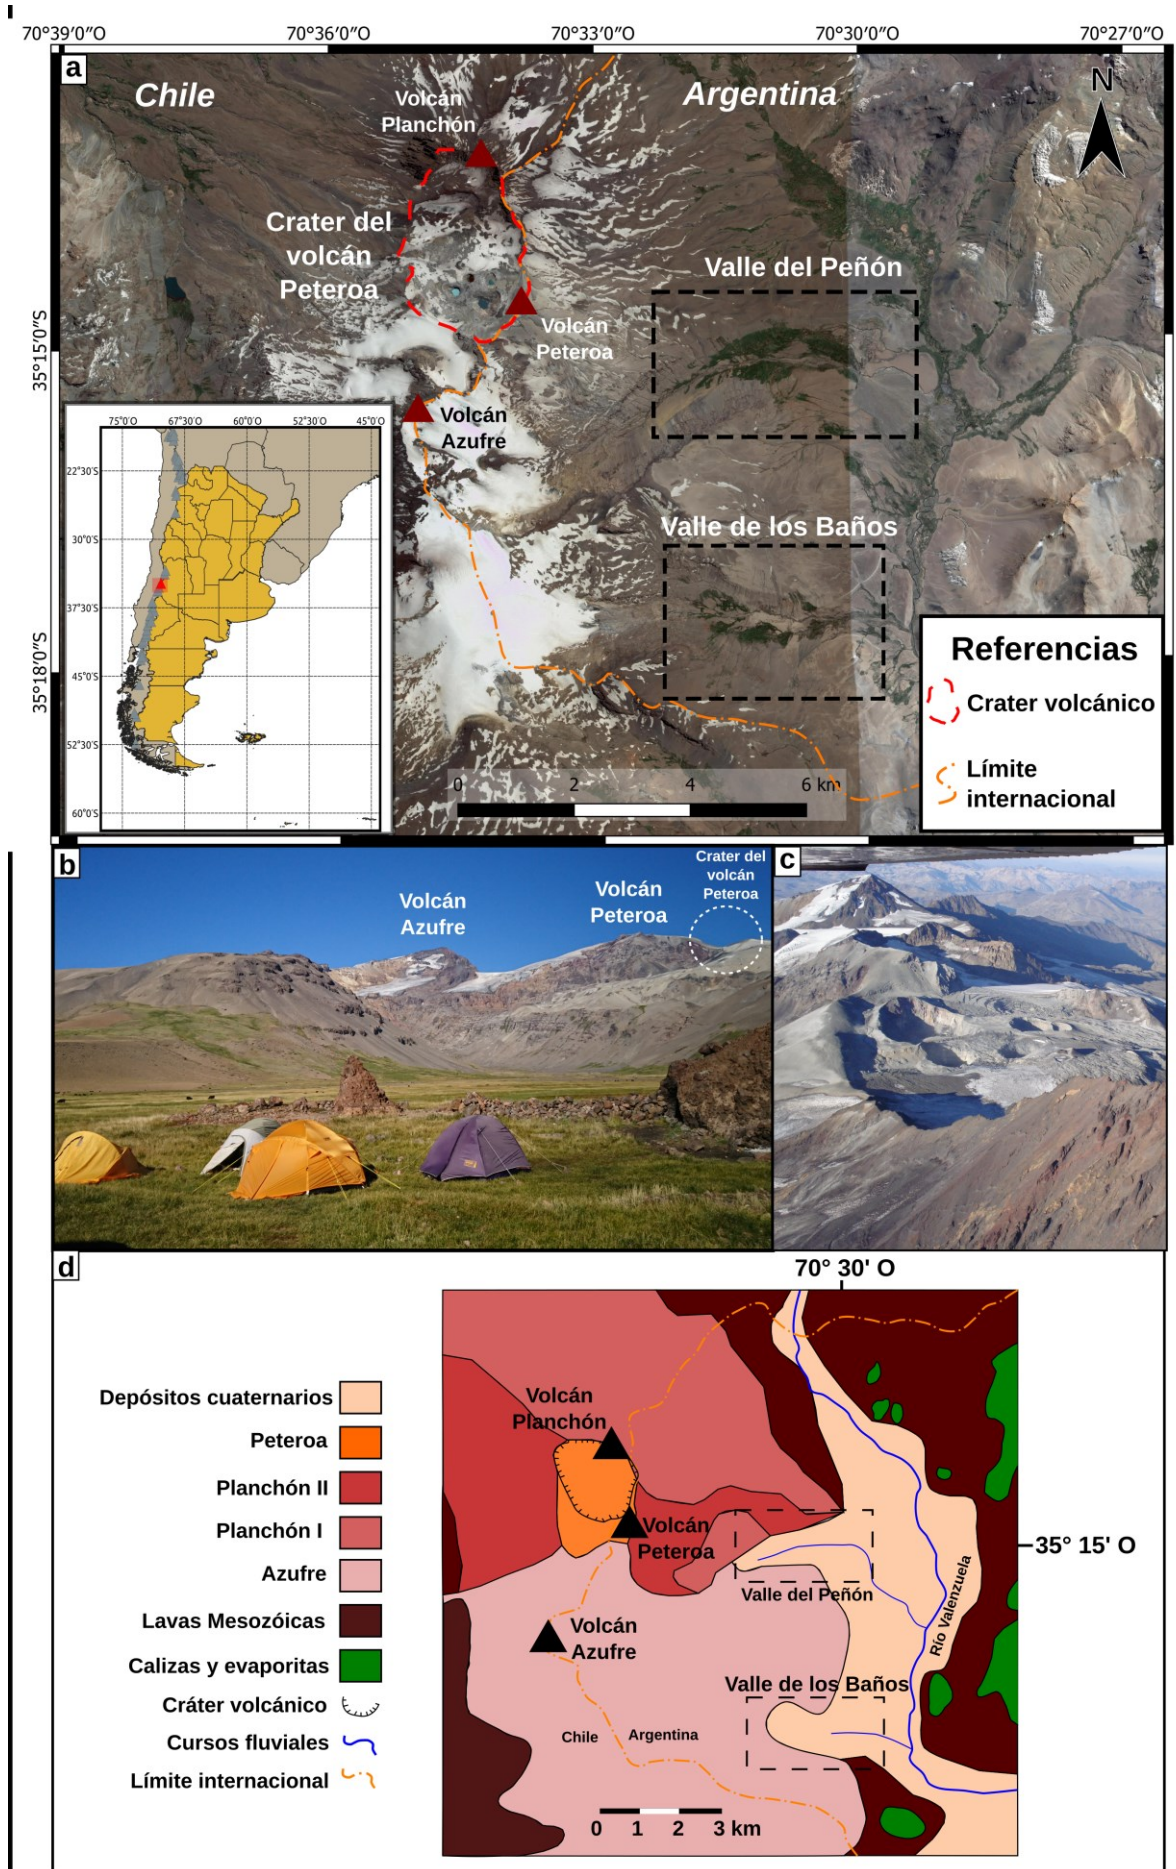 70°39′0″O 70°36′0″O 70°33′0″O 70°30′0″O 70°27′0″O
a
Chile
Argentina
N
Volcán
Planchón
Crater del
volcán
Peteroa
Valle del Peñón
Volcán
Peteroa
35°15′0″S
Volcán
Azufre
75°0'O 67°30'S 60°0'O 52°30'S 45°0'O
22°30'S
30°0'S
37°30'S
45°0'S
52°30'S
60°0'S
Valle de los Baños
35°18′0″S
0 2 4 6 km
Referencias
Crater volcánico
Límite
internacional
b
Volcán
Azufre
Volcán
Peteroa
Crater del
volcán
Peteroa
c
d
70° 30' O
35° 15' O
Depósitos cuaternarios
Peteroa
Planchón II
Planchón I
Azufre
Lavas Mesozóicas
Calizas y evaporitas
Cráter volcánico
Cursos fluviales
Límite internacional
Volcán
Planchón
Volcán
Peteroa
Valle del Peñón
Río Valenzuela
Volcán
Azufre
Valle de los Baños
Chile Argentina
0 1 2 3 km